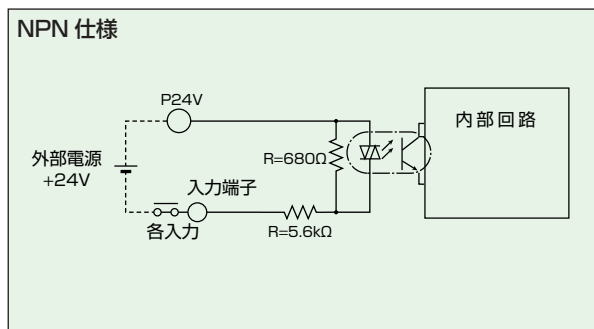 NPN 仕様
P24V
内部回路
外部電源
+24V
R=680Ω
入力端子
各入力
R=5.6kΩ